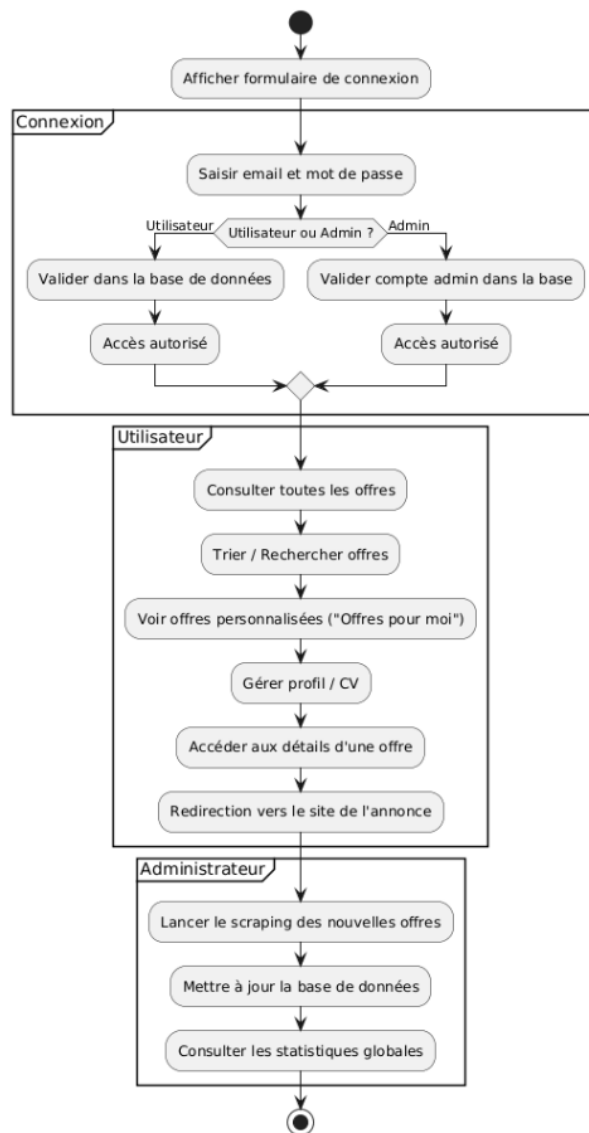 Afficher formulaire de connexion
Connexion
Saisir email et mot de passe
Utilisateur
Utilisateur ou Admin ?
Admin
Valider dans la base de données
Valider compte admin dans la base
Accès autorisé
Accès autorisé
Utilisateur
Consulter toutes les offres
Trier / Rechercher offres
Voir offres personnalisées ("Offres pour moi")
Gérer profil / CV
Accéder aux détails d'une offre
Redirection vers le site de l'annonce
Administrateur
Lancer le scraping des nouvelles offres
Mettre à jour la base de données
Consulter les statistiques globales